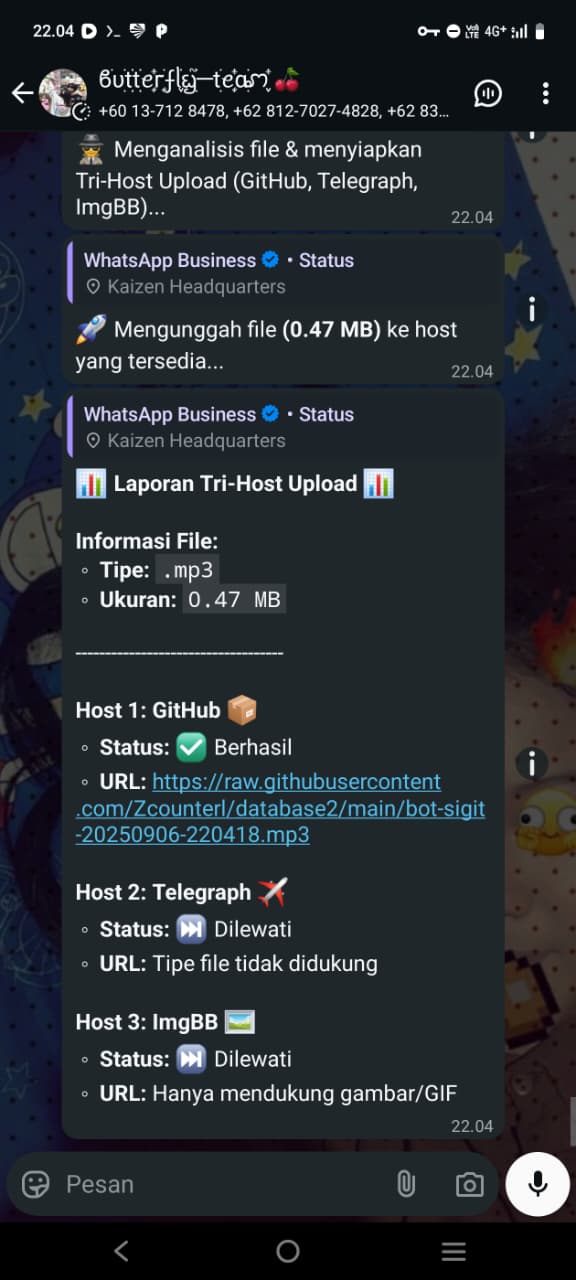 22.04
4G+
Butterfly—team🍒
+60 13-712 8478, +62 812-7027-4828, +62 83...
🕵️ Menganalisis file & menyiapkan
Tri-Host Upload (GitHub, Telegraph,
ImgBB)...
22.04
WhatsApp Business • Status
Kaizen Headquarters
🚀 Mengunggah file (0.47 MB) ke host
yang tersedia...
22.04
WhatsApp Business • Status
Kaizen Headquarters
📊 Laporan Tri-Host Upload 📊
Informasi File:
◦ Tipe: .mp3
◦ Ukuran: 0.47 MB
----------------------------------
Host 1: GitHub 📦
◦ Status: ✅ Berhasil
◦ URL: https://raw.githubusercontent
.com/Zcounterl/database2/main/bot-sigit
-20250906-220418.mp3
Host 2: Telegraph ✈️
◦ Status: ⏭️ Dilewati
◦ URL: Tipe file tidak didukung
Host 3: ImgBB 🖼️
◦ Status: ⏭️ Dilewati
◦ URL: Hanya mendukung gambar/GIF
22.04
Pesan